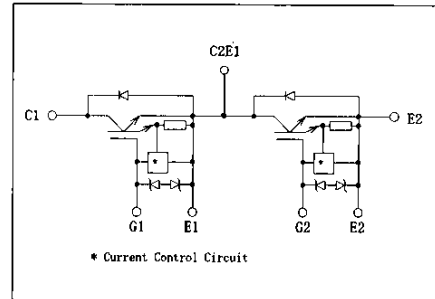 C2E1
C1
E2
*
*
G1 E1 G2 E2
* Current Control Circuit